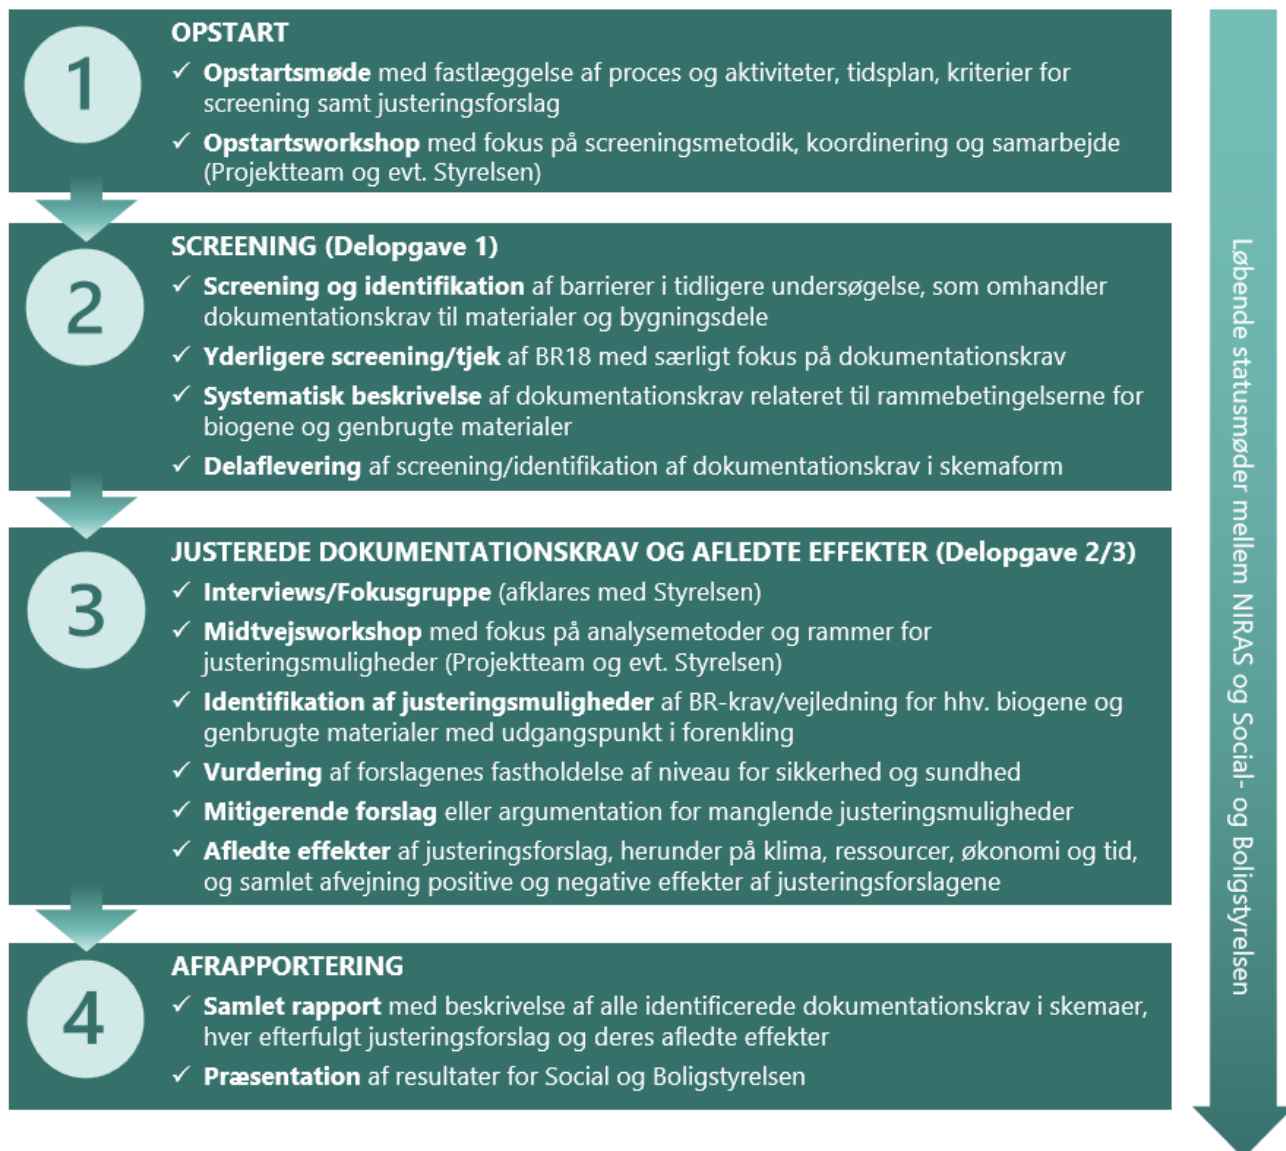 1
OPSTART
✓ Opstartsmøde med fastlæggelse af proces og aktiviteter, tidsplan, kriterier for
screening samt justeringsforslag
✓ Opstartsworkshop med fokus på screeningsmetodik, koordinering og samarbejde
(Projektteam og evt. Styrelsen)
2
SCREENING (Delopgave 1)
✓ Screening og identifikation af barrierer i tidligere undersøgelse, som omhandler
dokumentationskrav til materialer og bygningsdele
✓ Yderligere screening/tjek af BR18 med særligt fokus på dokumentationskrav
✓ Systematisk beskrivelse af dokumentationskrav relateret til rammebetingelserne for
biogene og genbrugte materialer
✓ Delaflevering af screening/identifikation af dokumentationskrav i skemaform
3
JUSTEREDE DOKUMENTATIONSKRAV OG AFLEDTE EFFEKTER (Delopgave 2/3)
✓ Interviews/Fokusgruppe (afklares med Styrelsen)
✓ Midtvejsworkshop med fokus på analysemetoder og rammer for
justeringsmuligheder (Projektteam og evt. Styrelsen)
✓ Identifikation af justeringsmuligheder af BR-krav/vejledning for hhv. biogene og
genbrugte materialer med udgangspunkt i forenkling
✓ Vurdering af forslagenes fastholdelse af niveau for sikkerhed og sundhed
✓ Mitigerende forslag eller argumentation for manglende justeringsmuligheder
✓ Afledte effekter af justeringsforslag, herunder på klima, ressourcer, økonomi og tid,
og samlet afvejning positive og negative effekter af justeringsforslagene
4
AFRAPPORTERING
✓ Samlet rapport med beskrivelse af alle identificerede dokumentationskrav i skemaer,
hver efterfulgt justeringsforslag og deres afledte effekter
✓ Præsentation af resultater for Social og Boligstyrelsen
Løbende statusmøder mellem NIRAS og Social- og Boligstyrelsen